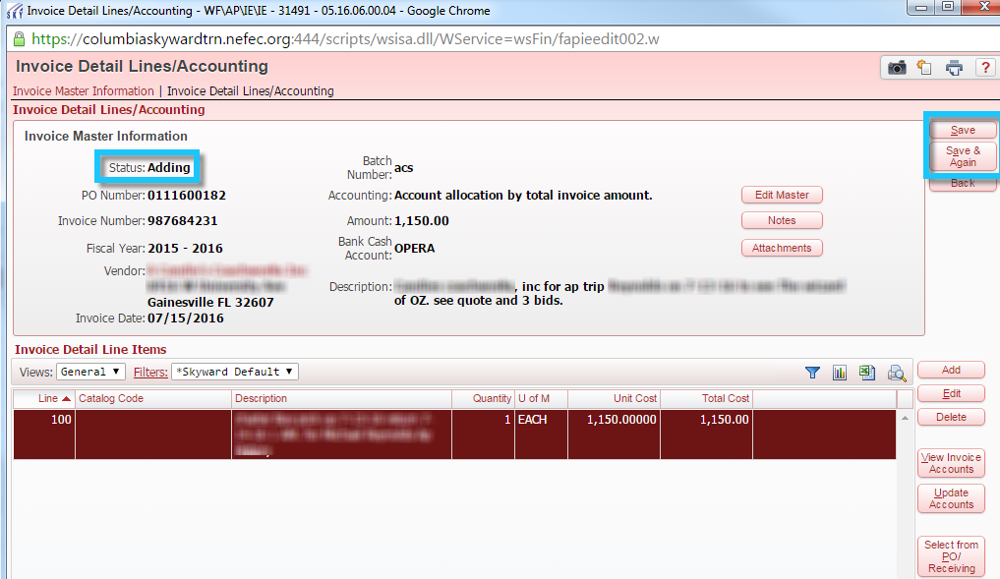 Invoice Detail Lines/Accounting - WF\AP\IE\IE - 31491 - 05.16.06.00.04 - Google Chrome
https://columbiaskywardtrn.nefec.org:444/scripts/wsisa.dll/WService=wsFin/fapieedit002.w
Invoice Detail Lines/Accounting
?
Invoice Master Information | Invoice Detail Lines/Accounting
Invoice Detail Lines/Accounting
Invoice Master Information
Status: Adding
PO Number: 0111600182
Invoice Number: 987684231
Fiscal Year: 2015 - 2016
Vendor:
Gainesville FL 32607
Invoice Date: 07/15/2016
Batch Number: acs
Accounting: Account allocation by total invoice amount.
Amount: 1,150.00
Bank Cash Account: OPERA
Description: , inc for ap trip
of OZ. see quote and 3 bids.
Edit Master
Notes
Attachments
Save
Save & Again
Back
Invoice Detail Line Items
Views: General Filters: *Skyward Default
Line Catalog Code Description Quantity U of M Unit Cost Total Cost
100 1 EACH 1,150.00000 1,150.00
Add
Edit
Delete
View Invoice Accounts
Update Accounts
Select from PO/ Receiving